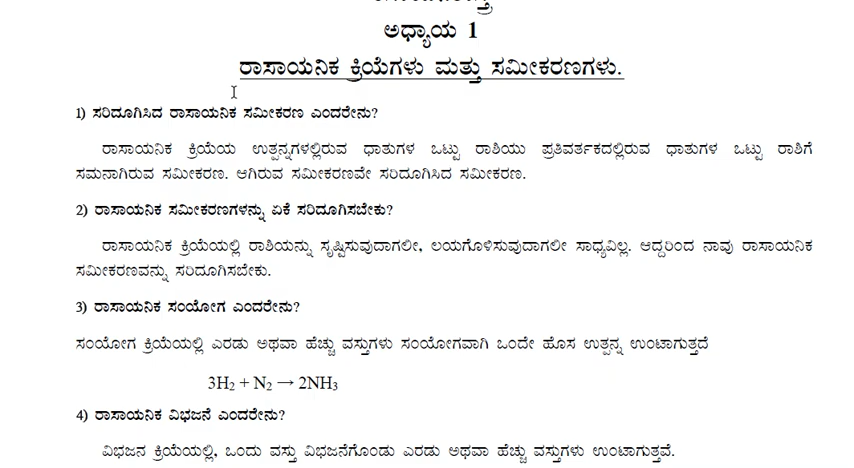 ಅಧ್ಯಾಯ 1
ರಾಸಾಯನಿಕ ಕ್ರಿಯೆಗಳು ಮತ್ತು ಸಮೀಕರಣಗಳು.
1) ಸರಿದೂಗಿಸಿದ ರಾಸಾಯನಿಕ ಸಮೀಕರಣ ಎಂದರೇನು?
ರಾಸಾಯನಿಕ ಕ್ರಿಯೆಯ ಉತ್ಪನ್ನಗಳಲ್ಲಿರುವ ಧಾತುಗಳ ಒಟ್ಟು ರಾಶಿಯು ಪ್ರತಿವರ್ತಕದಲ್ಲಿರುವ ಧಾತುಗಳ ಒಟ್ಟು ರಾಶಿಗೆ
ಸಮನಾಗಿರುವ ಸಮೀಕರಣ. ಆಗಿರುವ ಸಮೀಕರಣವೇ ಸರಿದೂಗಿಸಿದ ಸಮೀಕರಣ.
2) ರಾಸಾಯನಿಕ ಸಮೀಕರಣಗಳನ್ನು ಏಕೆ ಸರಿದೂಗಿಸಬೇಕು?
ರಾಸಾಯನಿಕ ಕ್ರಿಯೆಯಲ್ಲಿ ರಾಶಿಯನ್ನು ಸೃಷ್ಟಿಸುವುದಾಗಲೀ, ಲಯಗೊಳಿಸುವುದಾಗಲೀ ಸಾಧ್ಯವಿಲ್ಲ. ಆದ್ದರಿಂದ ನಾವು ರಾಸಾಯನಿಕ
ಸಮೀಕರಣವನ್ನು ಸರಿದೂಗಿಸಬೇಕು.
3) ರಾಸಾಯನಿಕ ಸಂಯೋಗ ಎಂದರೇನು?
ಸಂಯೋಗ ಕ್ರಿಯೆಯಲ್ಲಿ ಎರಡು ಅಥವಾ ಹೆಚ್ಚು ವಸ್ತುಗಳು ಸಂಯೋಗವಾಗಿ ಒಂದೇ ಹೊಸ ಉತ್ಪನ್ನ ಉಂಟಾಗುತ್ತದೆ
3H₂ + N₂ → 2NH₃
4) ರಾಸಾಯನಿಕ ವಿಭಜನೆ ಎಂದರೇನು?
ವಿಭಜನ ಕ್ರಿಯೆಯಲ್ಲಿ, ಒಂದು ವಸ್ತು ವಿಭಜನೆಗೊಂಡು ಎರಡು ಅಥವಾ ಹೆಚ್ಚು ವಸ್ತುಗಳು ಉಂಟಾಗುತ್ತವೆ.